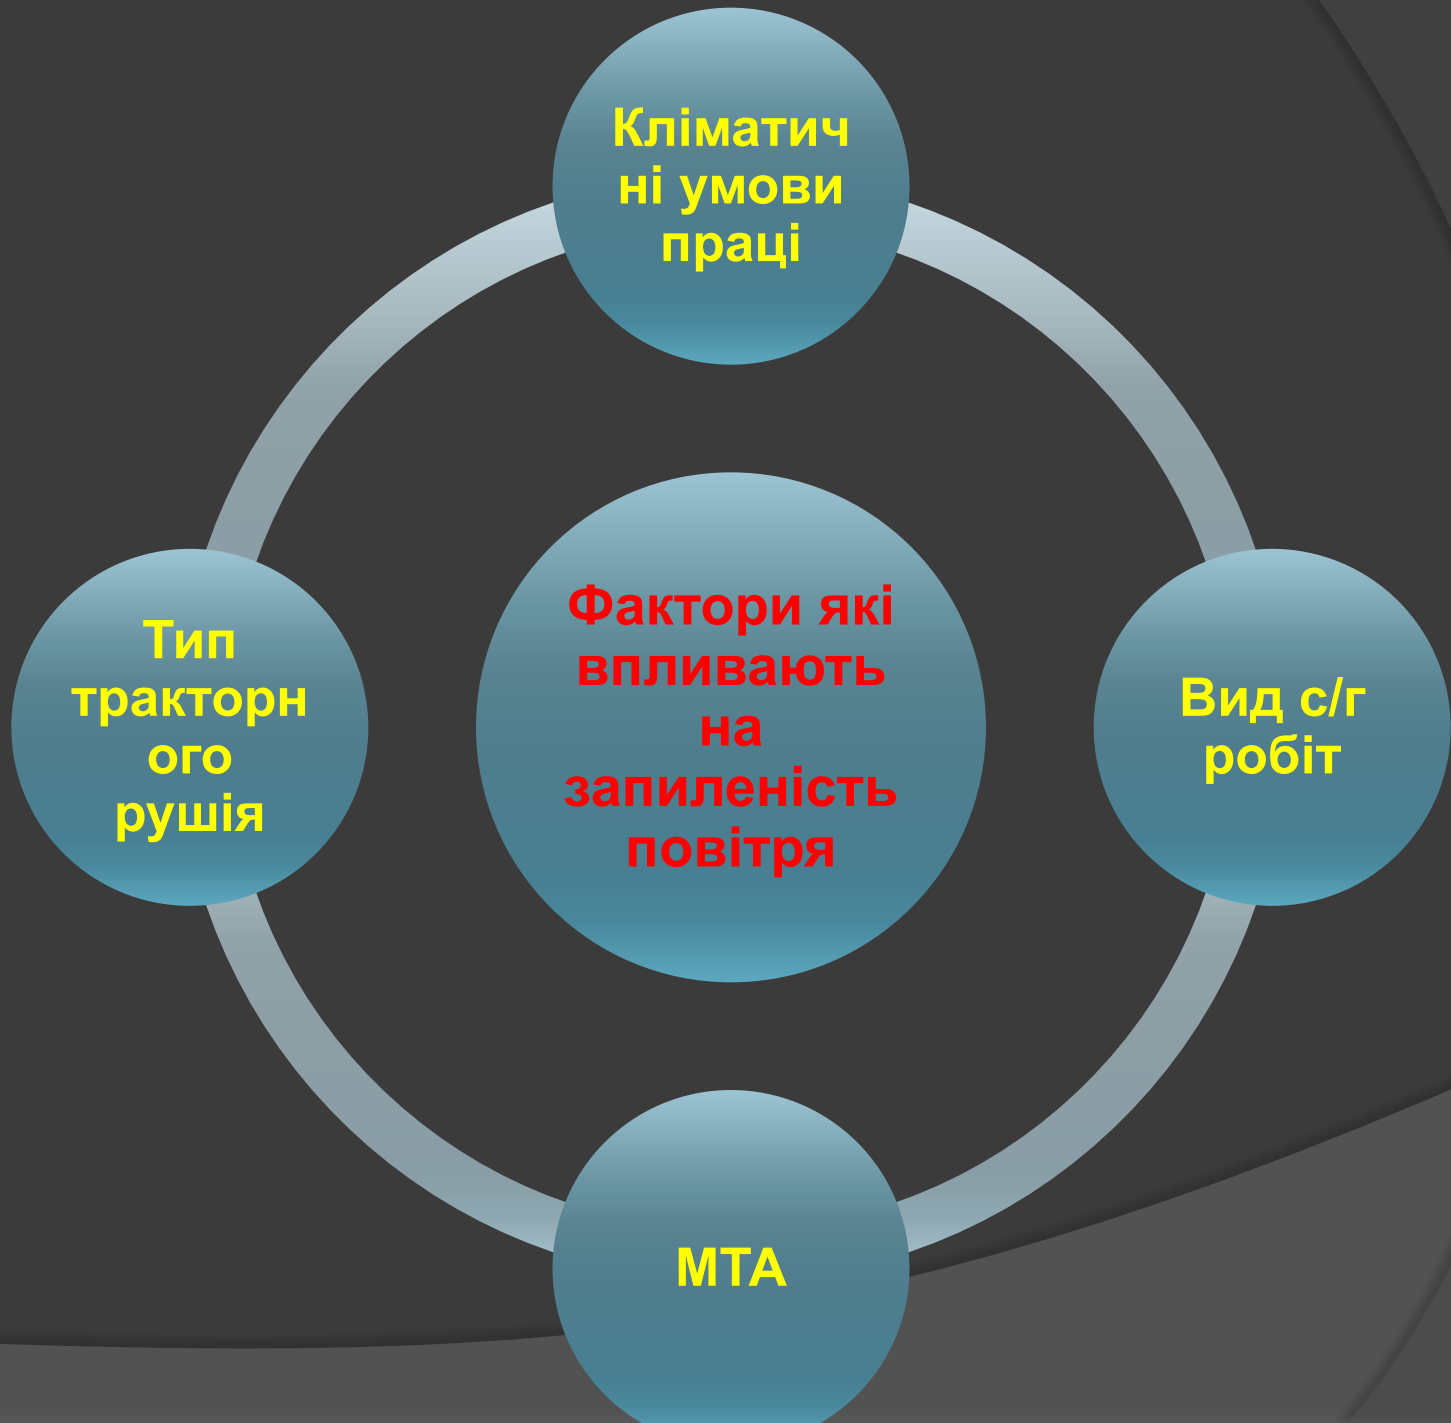 Кліматич
ні умови
праці
Тип
тракторн
ого
рушія
Фактори які
впливають
на
запиленість
повітря
Вид с/г
робіт
МТА